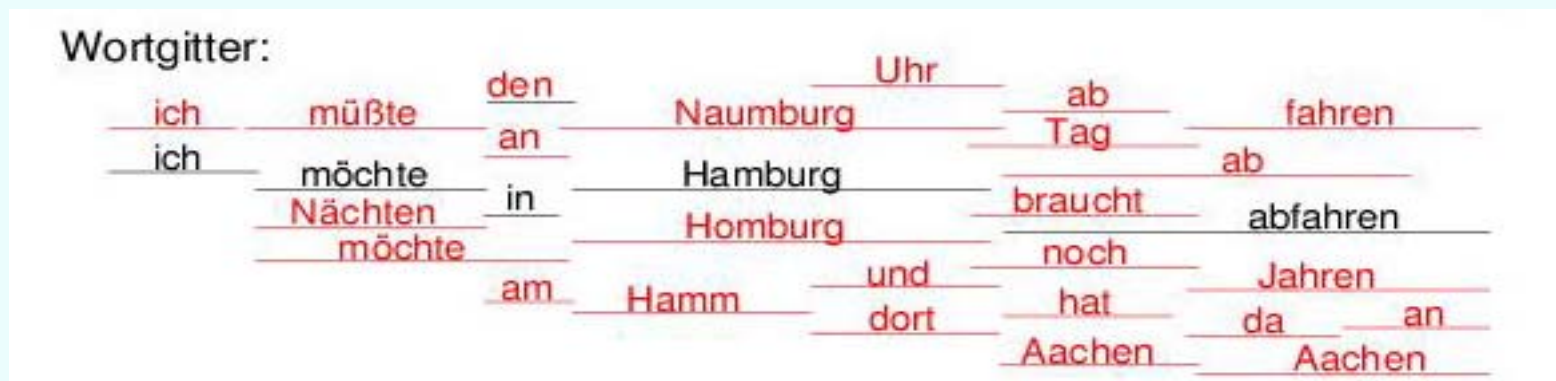 Wortgitter:
Uhr
den ab
ich müßte Naumburg fahren
an Tag
ich möchte Hamburg ab
in braucht
Nächten Homburg abfahren
möchte noch
und Jahren
am Hamm hat
dort da an
Aachen Aachen